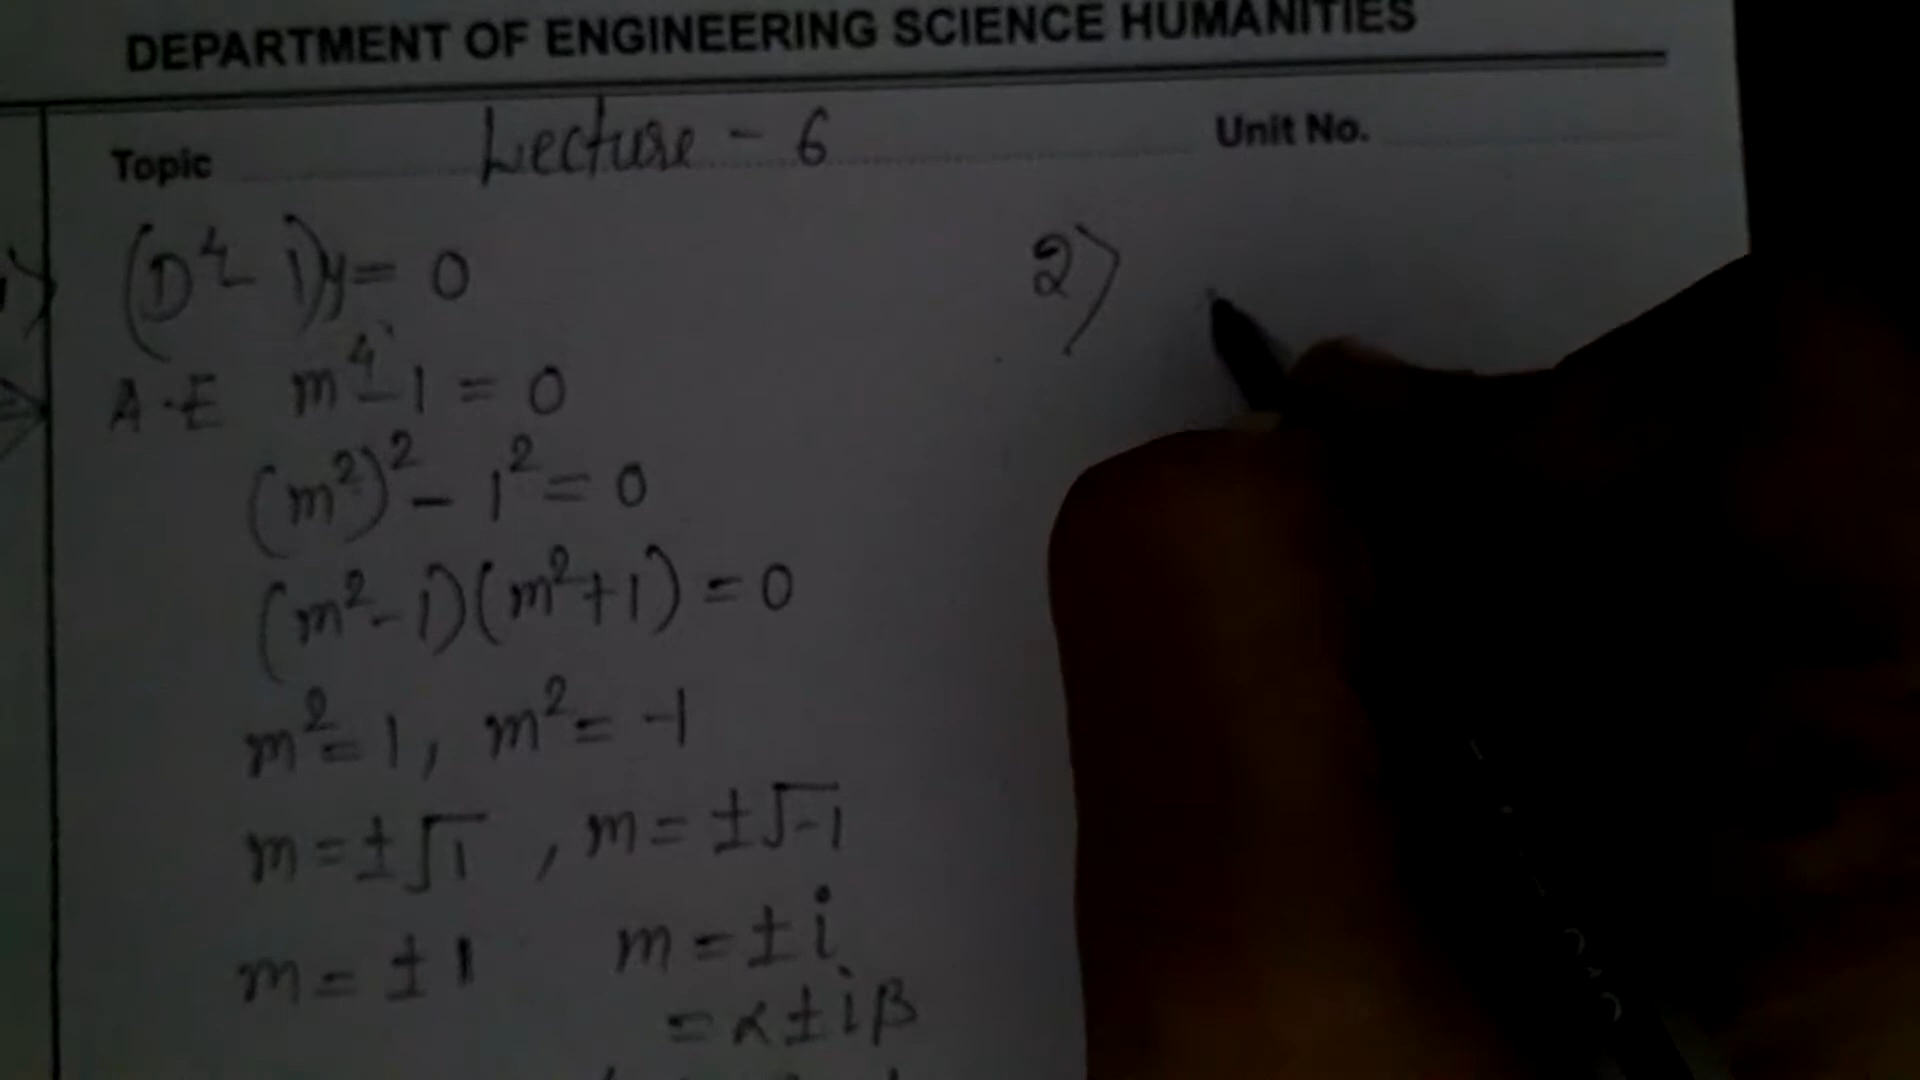 DEPARTMENT OF ENGINEERING SCIENCE HUMANITIES
Topic Lecture - 6 Unit No.
(D⁴ - 1)y = 0
2)
A.E m⁴ - 1 = 0
(m²)² - 1² = 0
(m² - 1)(m² + 1) = 0
m² = 1, m² = -1
m = ±√1, m = ±√-1
m = ±1 m = ±i
= α ± iβ